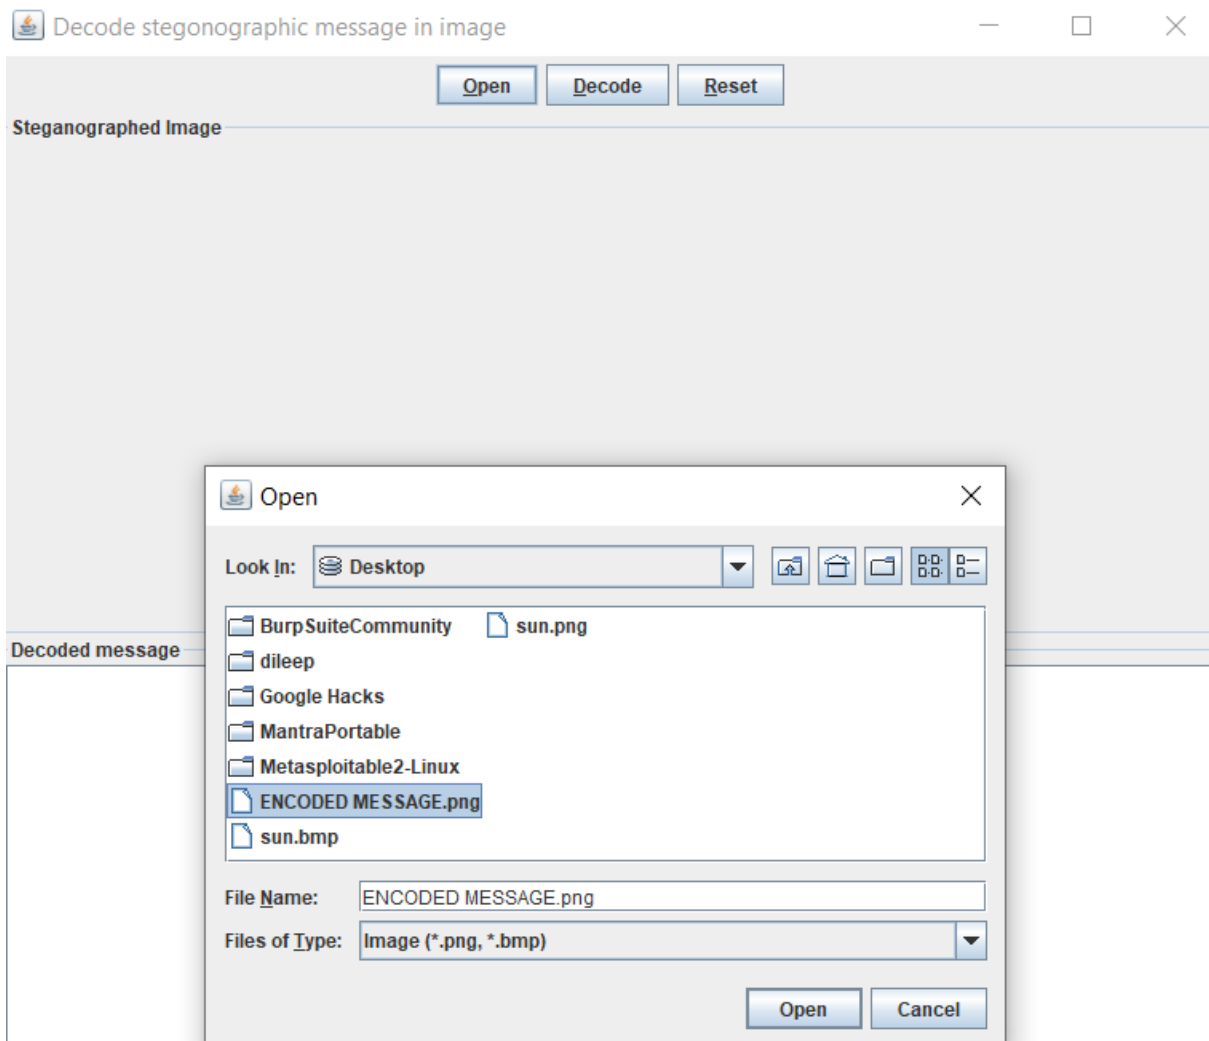 Decode stegonographic message in image
Open Decode Reset
Steganographed Image
Open
Look In: Desktop
BurpSuiteCommunity sun.png
dileep
Google Hacks
MantraPortable
Metasploitable2-Linux
ENCODED MESSAGE.png
sun.bmp
Decoded message
File Name: ENCODED MESSAGE.png
Files of Type: Image (*.png, *.bmp)
Open Cancel